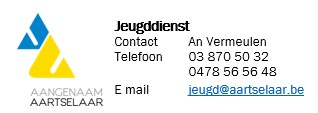 Jeugddienst
Contact An Vermeulen
Telefoon 03 870 50 32
0478 56 56 48
E mail jeugd@aartselaar.be
AANGENAAM
AARTSELAAR